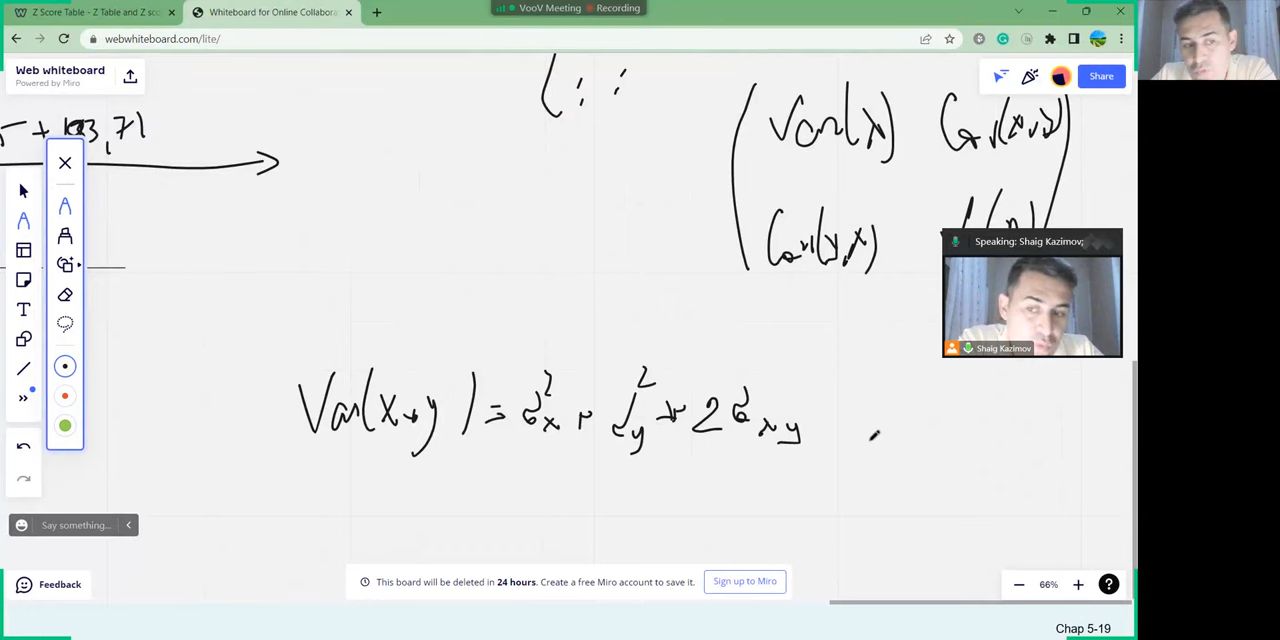 Z Score Table - Z Table and Z sco
Whiteboard for Online Collabora
VooV Meeting Recording
webwhiteboard.com/lite/
Web whiteboard
Powered by Miro
Share
Var(x) Cov(x,y)
Cov(y,x)
Speaking: Shaig Kazimov;
Shaig Kazimov
Var(x+y) = σ²x + σ²y + 2σxy
Say something...
Feedback
This board will be deleted in 24 hours. Create a free Miro account to save it.
Sign up to Miro
66%
Chap 5-19